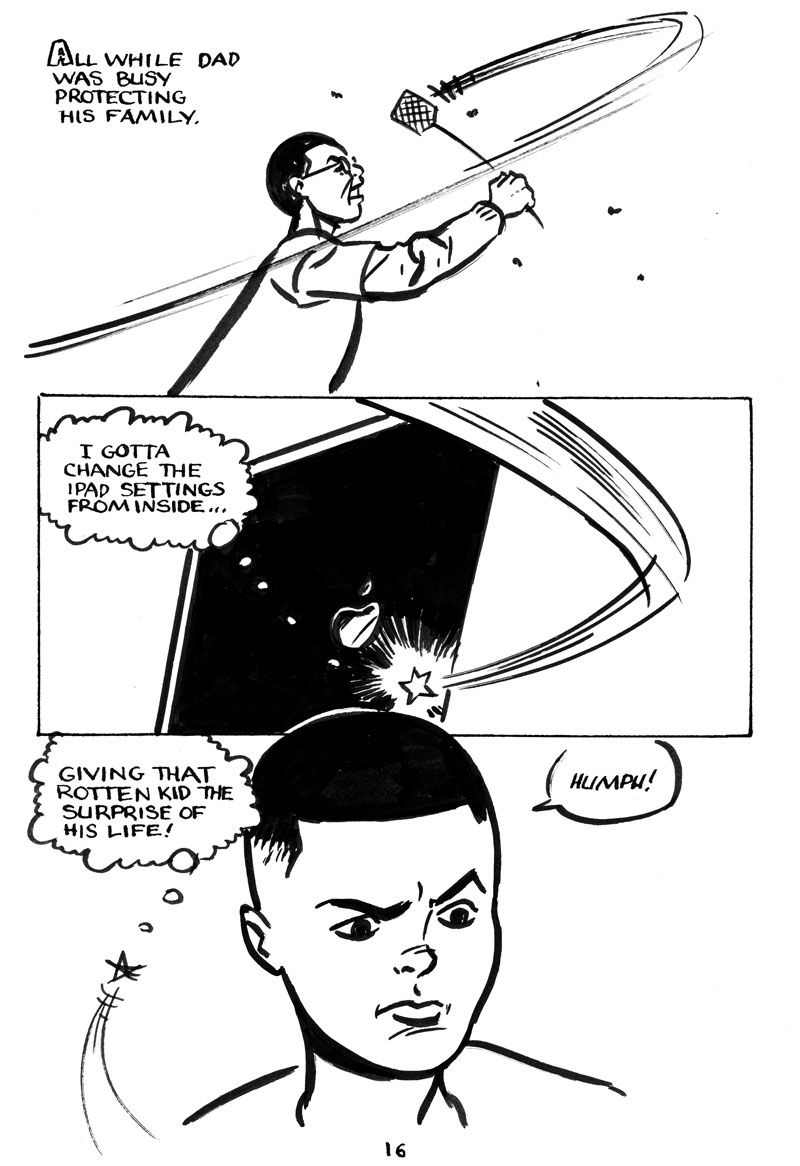 ALL WHILE DAD
WAS BUSY
PROTECTING
HIS FAMILY.
I GOTTA
CHANGE THE
IPAD SETTINGS
FROM INSIDE...
GIVING THAT
ROTTEN KID THE
SURPRISE OF
HIS LIFE!
HUMPH!
16